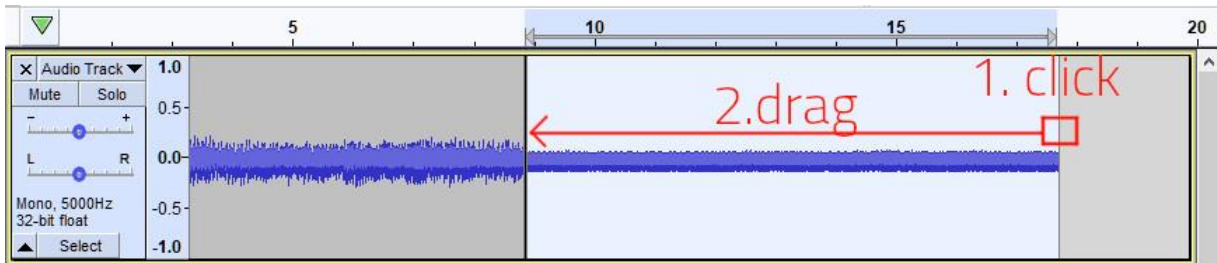 5 10 15 20
X Audio Track 1.0
Mute Solo
0.5
- +
L R 0.0
Mono, 5000Hz
32-bit float
-0.5
Select -1.0
1. click
2.drag